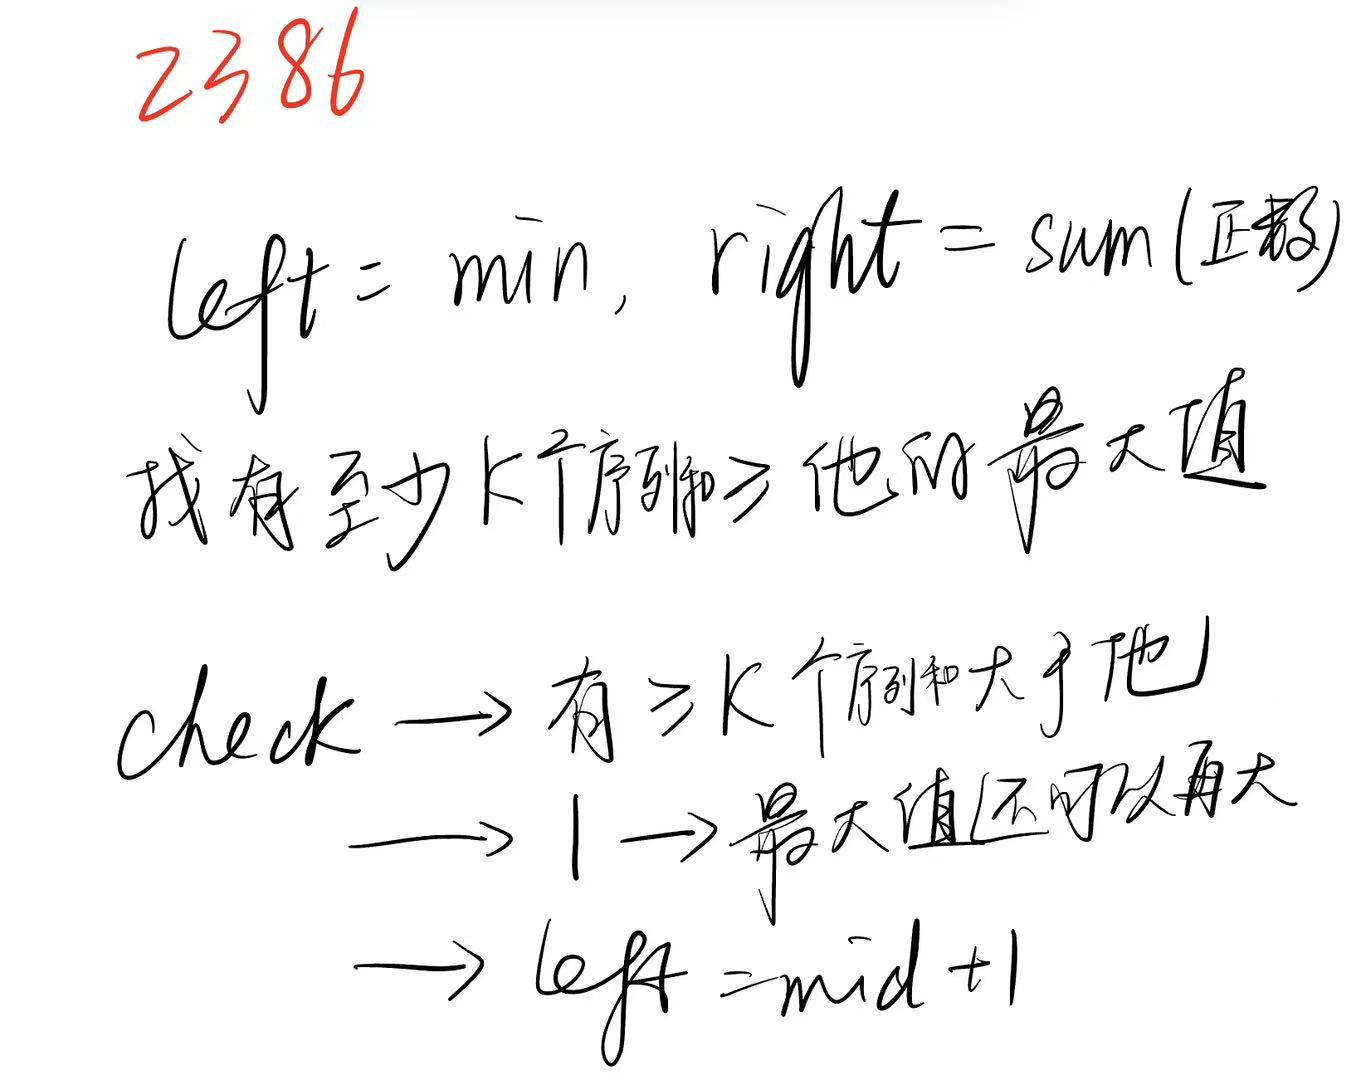 2386
left = min, right = sum(正数)
找有至少K个序列和≥他的最大值
check → 有≥K个序列和大于他
→ 1 → 最大值还可以再大
→ left = mid + 1